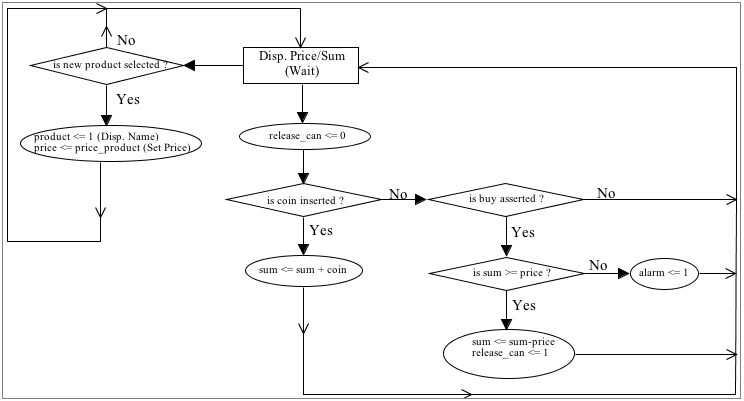 No
Disp. Price/Sum
(Wait)
is new product selected ?
Yes
product <= 1 (Disp. Name)
price <= price_product (Set Price)
release_can <= 0
is coin inserted ?
No
is buy asserted ?
No
Yes
Yes
sum <= sum + coin
is sum >= price ?
No
alarm <= 1
Yes
sum <= sum-price
release_can <= 1